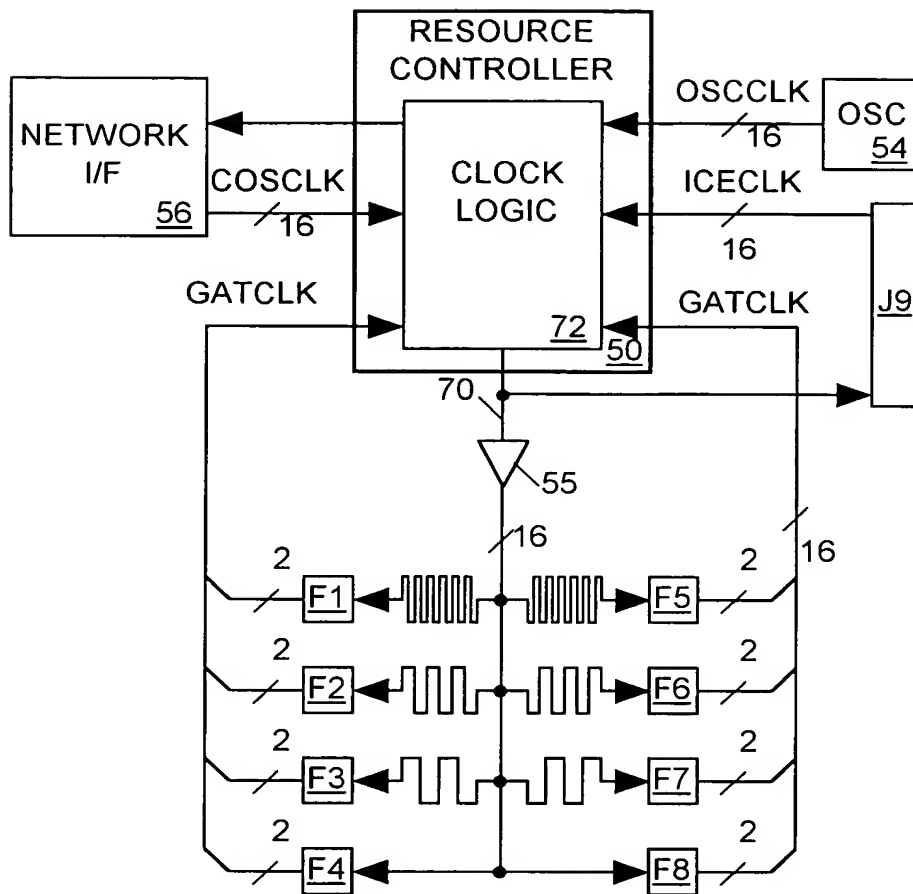 RESOURCE
CONTROLLER
NETWORK
I/F
56
CLOCK
LOGIC
72
50
OSCCLK
16
OSC
54
COSCLK
16
ICECLK
16
GATCLK
GATCLK
J9
70
55
16
16
2
F1
F5
2
2
F2
F6
2
2
F3
F7
2
2
F4
F8
2